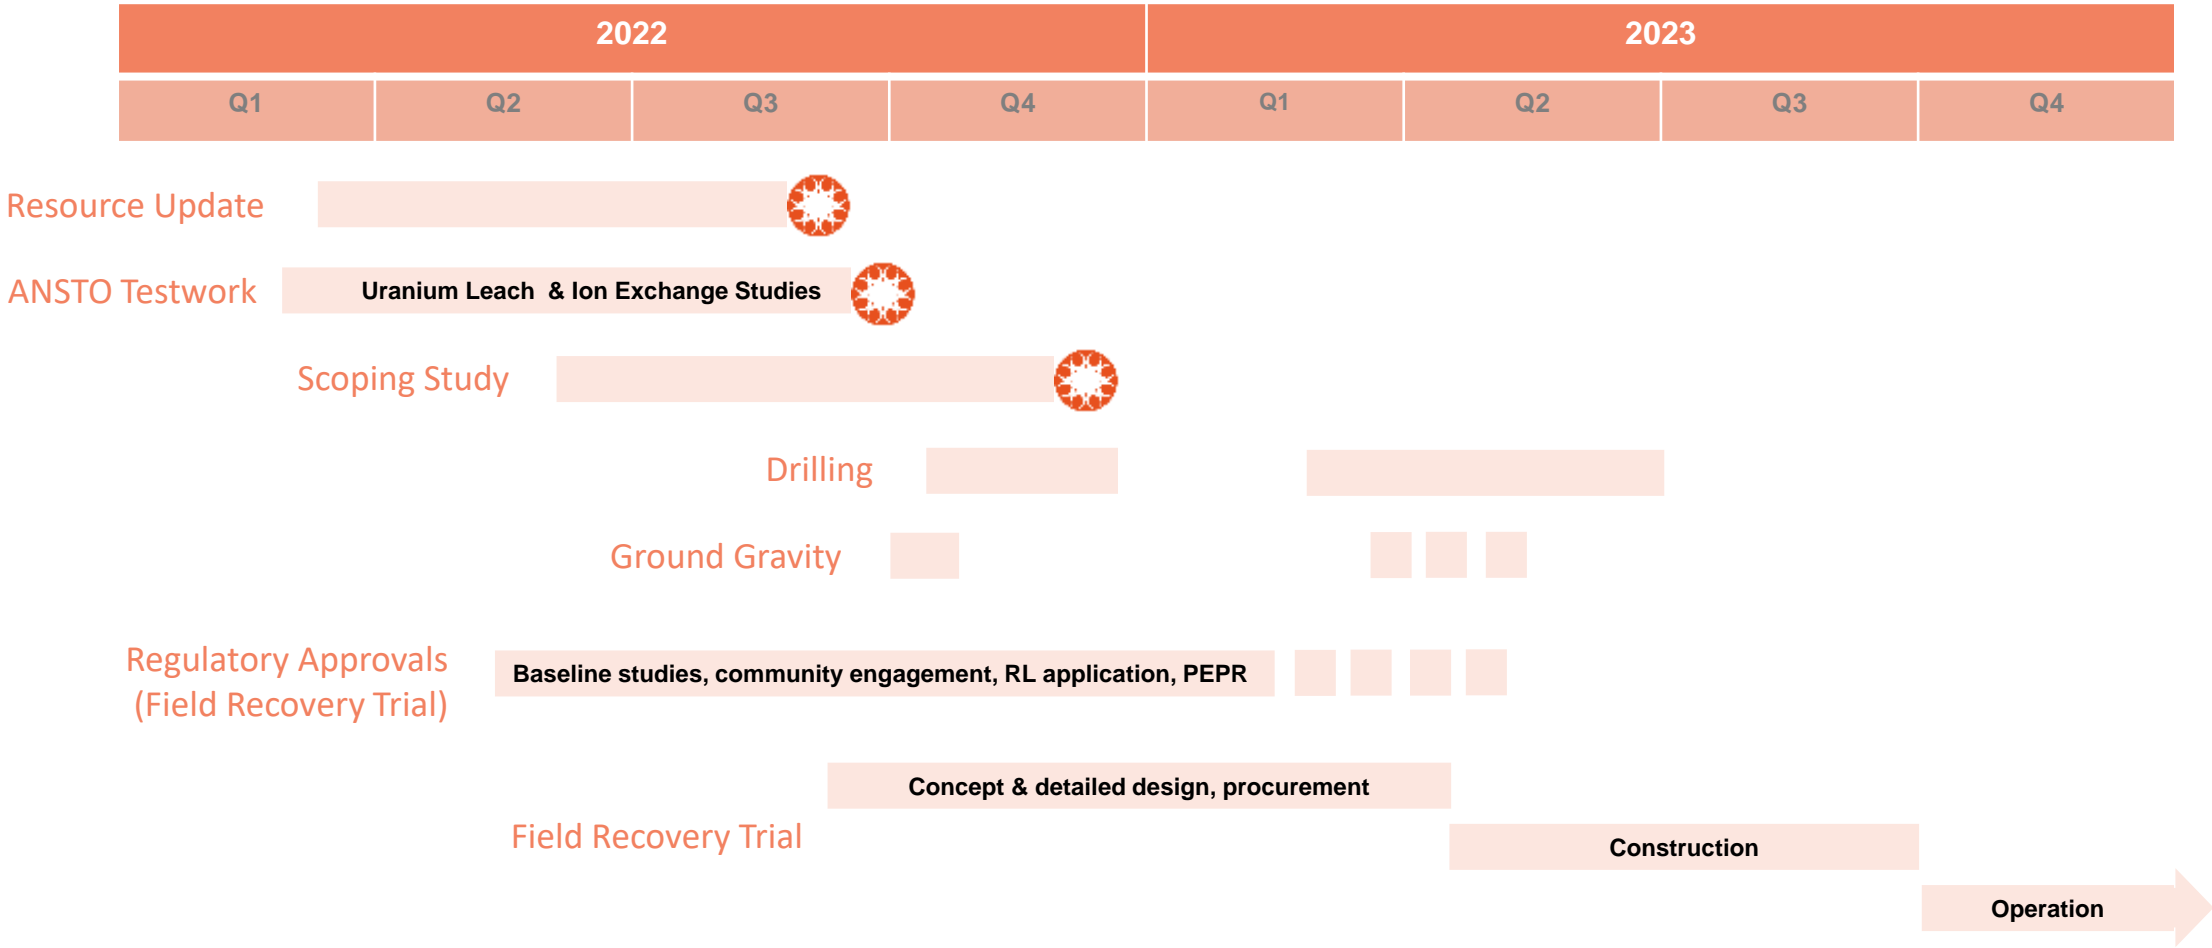 2022
2023
Q1
Q2
Q3
Q4
Q1
Q2
Q3
Q4
Resource Update
ANSTO Testwork
Uranium Leach & Ion Exchange Studies
Scoping Study
Drilling
Ground Gravity
Regulatory Approvals
(Field Recovery Trial)
Baseline studies, community engagement, RL application, PEPR
Concept & detailed design, procurement
Field Recovery Trial
Construction
Operation